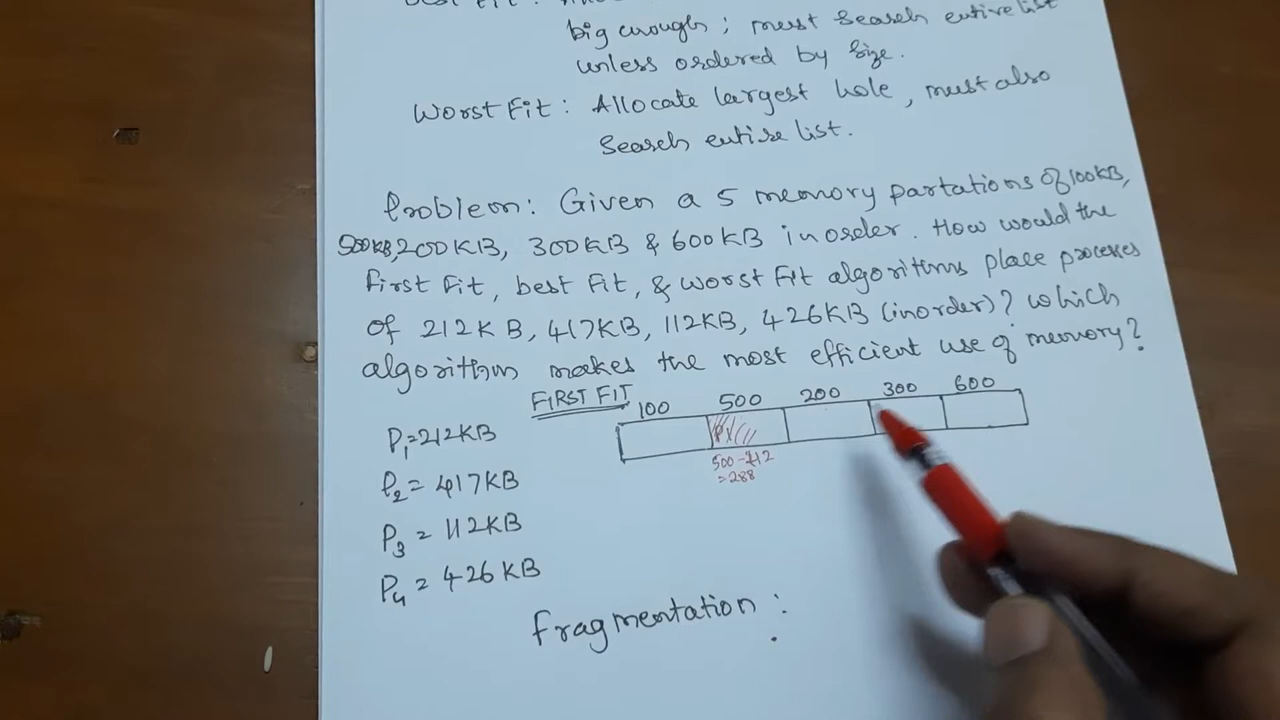 Best Fit:
big enough; must search entire list
unless ordered by size.
Worst Fit: Allocate largest hole, must also
Search entire list.
Problem: Given a 5 memory partations of 100KB,
500KB, 200KB, 300KB & 600KB in order. How would the
First Fit, best Fit, & worst Fit algorithms place processes
of 212KB, 417KB, 112KB, 426KB (inorder)? which
algorithm makes the most efficient use of memory?
FIRST FIT
100 500 200 300 600
P1
500-212
=288
P1=212KB
P2=417KB
P3=112KB
P4=426KB
Fragmentation: